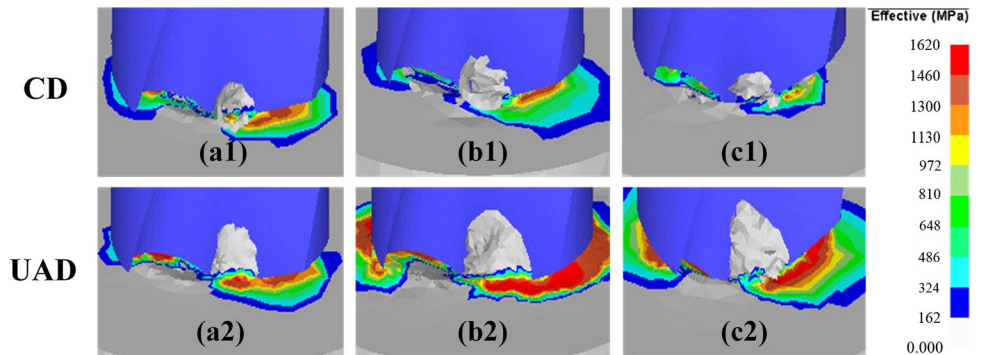 Effective (MPa)
CD
(a1) (b1) (c1)
UAD
(a2) (b2) (c2)
1620
1460
1300
1130
972
810
648
486
324
162
0.000